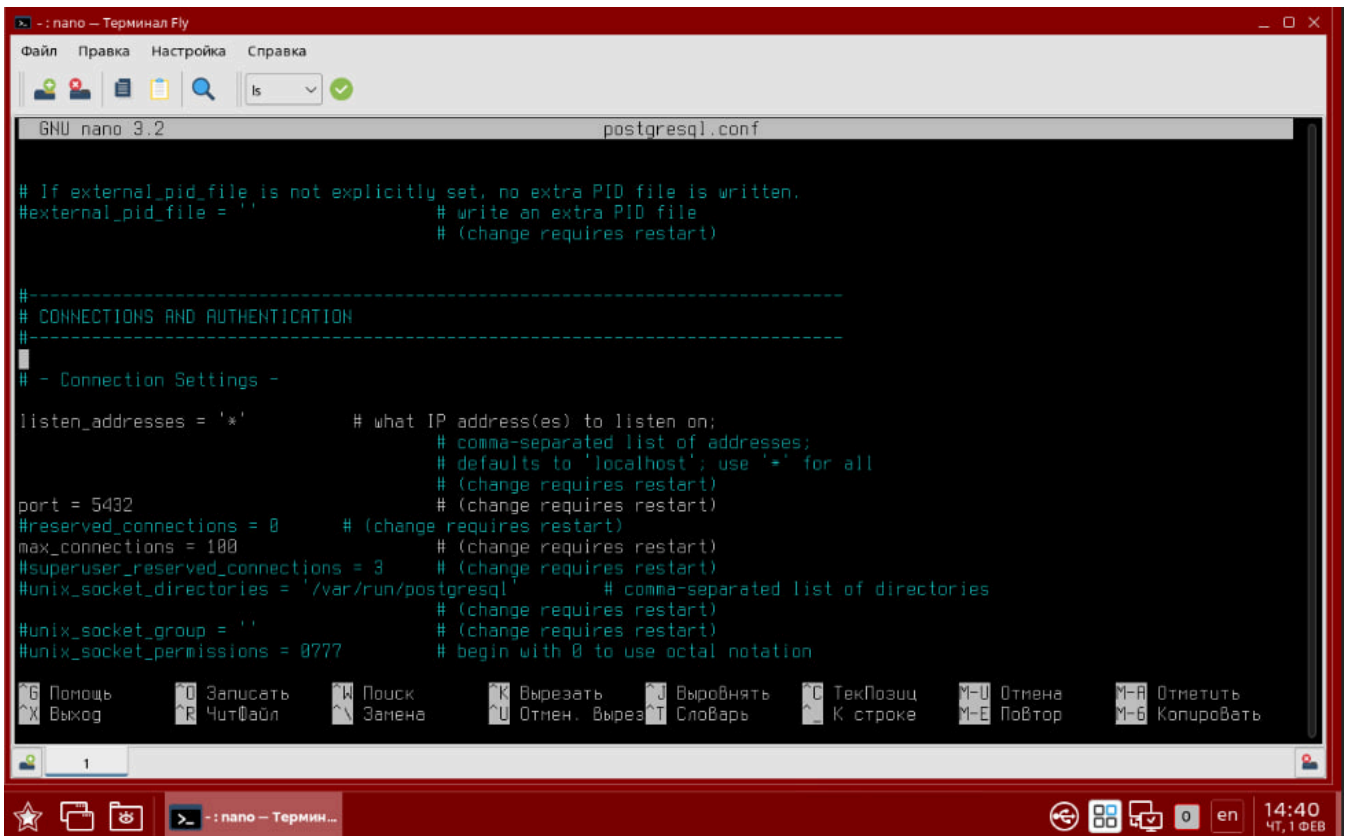 - : nano — Терминал Fly
Файл Правка Настройка Справка
ls
GNU nano 3.2 postgresql.conf
# If external_pid_file is not explicitly set, no extra PID file is written.
#external_pid_file = '' # write an extra PID file
# (change requires restart)
#------------------------------------------------------------------------------
# CONNECTIONS AND AUTHENTICATION
#------------------------------------------------------------------------------
# - Connection Settings -
listen_addresses = '*' # what IP address(es) to listen on;
# comma-separated list of addresses;
# defaults to 'localhost'; use '*' for all
# (change requires restart)
port = 5432 # (change requires restart)
#reserved_connections = 0 # (change requires restart)
max_connections = 100 # (change requires restart)
#superuser_reserved_connections = 3 # (change requires restart)
#unix_socket_directories = '/var/run/postgresql' # comma-separated list of directories
# (change requires restart)
#unix_socket_group = '' # (change requires restart)
#unix_socket_permissions = 0777 # begin with 0 to use octal notation
^G Помощь ^O Записать ^W Поиск ^K Вырезать ^J Выровнять ^C ТекПозиц M-U Отмена M-A Отметить
^X Выход ^R ЧитФайл ^\ Замена ^U Отмен. Вырез ^T Словарь ^_ К строке M-E Повтор M-6 Копировать
1
- : nano — Термин... 0 en 14:40
ЧТ, 1 ФЕВ